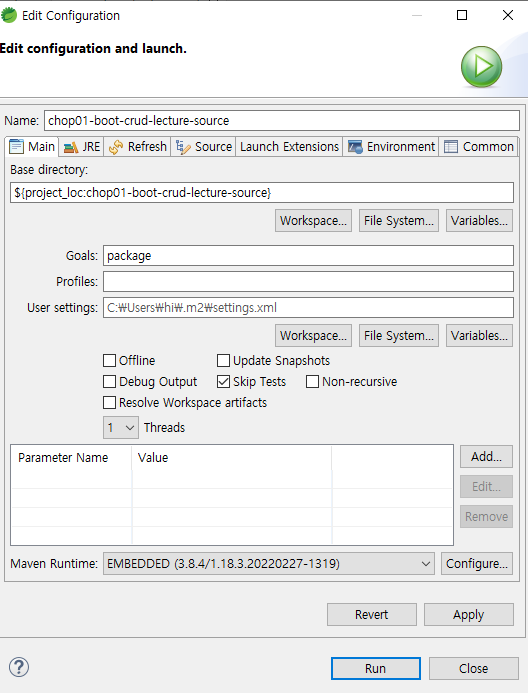 Edit Configuration
Edit configuration and launch.
Name: chop01-boot-crud-lecture-source
Main JRE Refresh Source Launch Extensions Environment Common
Base directory:
${project_loc:chop01-boot-crud-lecture-source}
Workspace... File System... Variables...
Goals: package
Profiles:
User settings: C:₩Users₩hi₩.m2₩settings.xml
Workspace... File System... Variables...
Offline Update Snapshots
Debug Output Skip Tests Non-recursive
Resolve Workspace artifacts
1 Threads
Parameter Name Value Add...
Edit...
Remove
Maven Runtime: EMBEDDED (3.8.4/1.18.3.20220227-1319) Configure...
Revert Apply
? Run Close